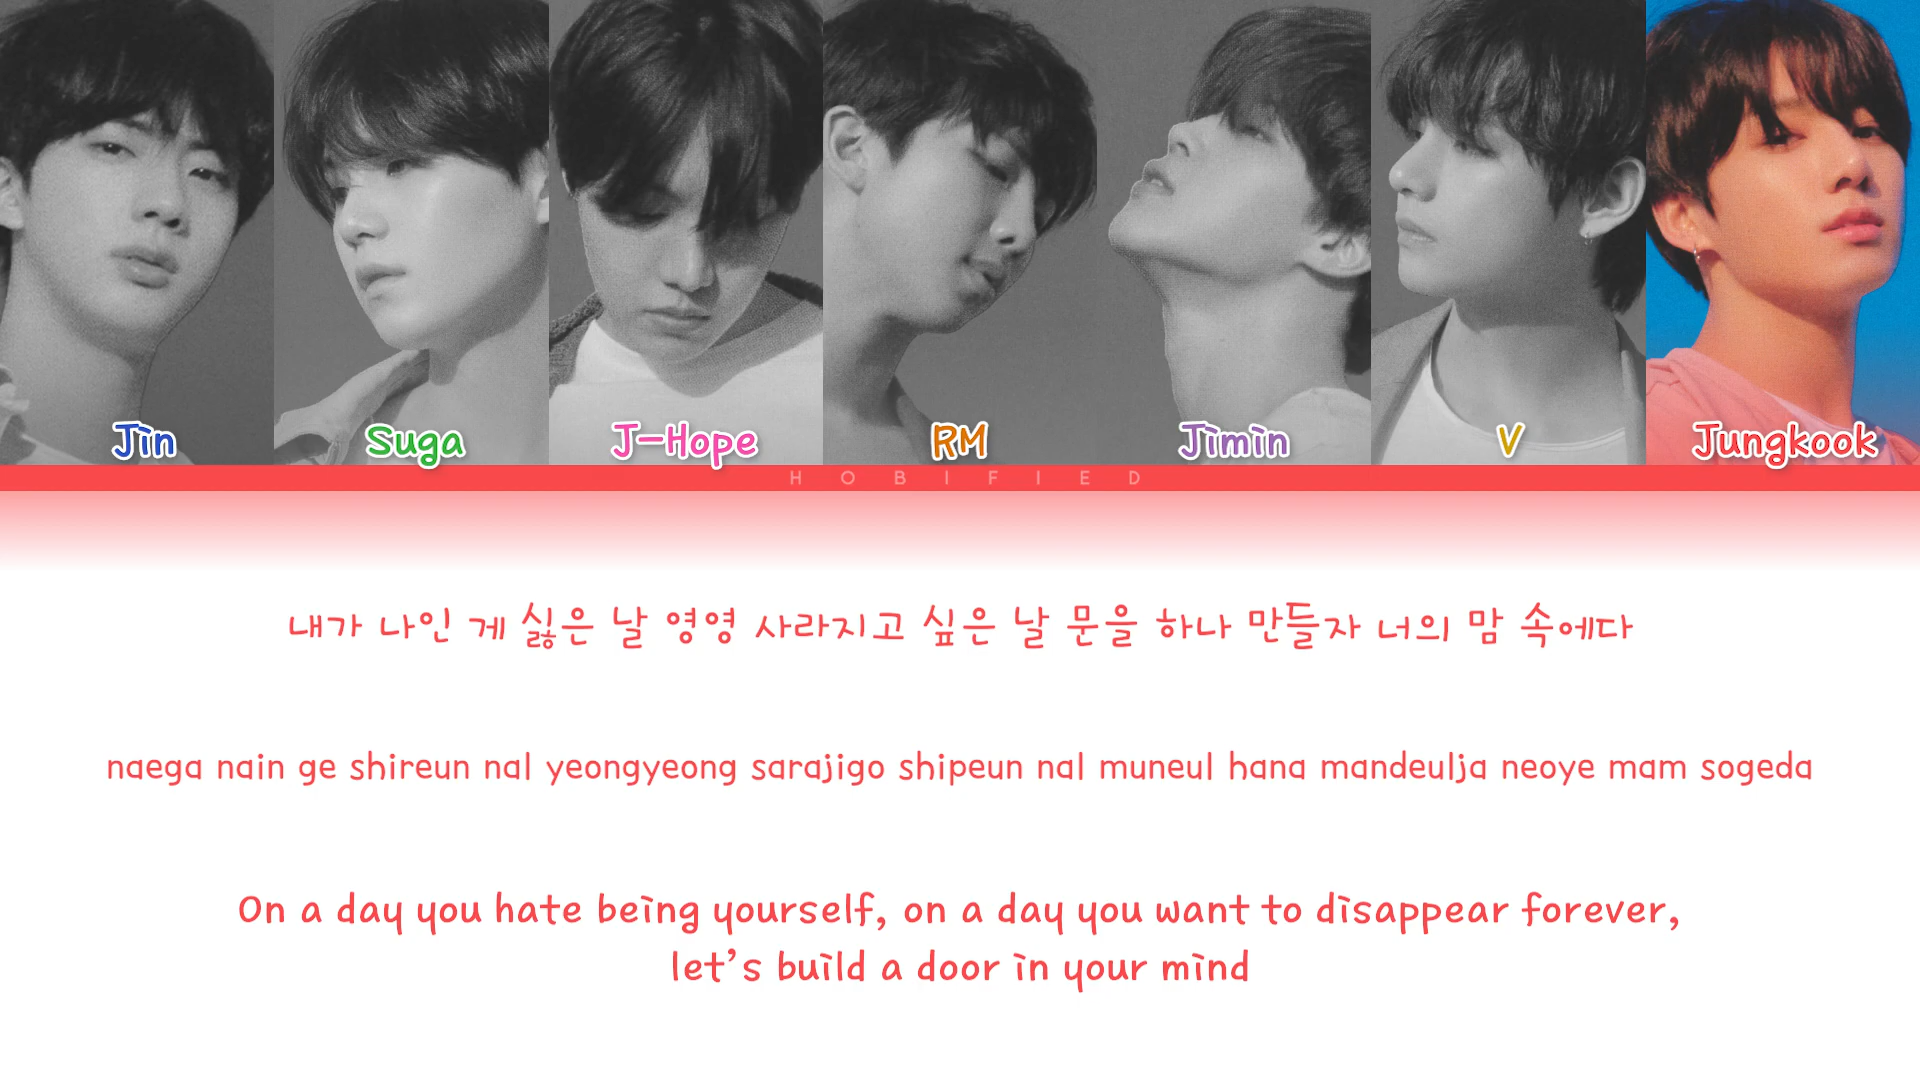 Jin
Suga
J-Hope
RM
Jimin
V
Jungkook
HOBIFIED
내가 나인 게 싫은 날 영영 사라지고 싶은 날 문을 하나 만들자 너의 맘 속에다
naega nain ge shireun nal yeongyeong sarajigo shipeun nal muneul hana mandeulja neoye mam sogeda
On a day you hate being yourself, on a day you want to disappear forever,
let’s build a door in your mind